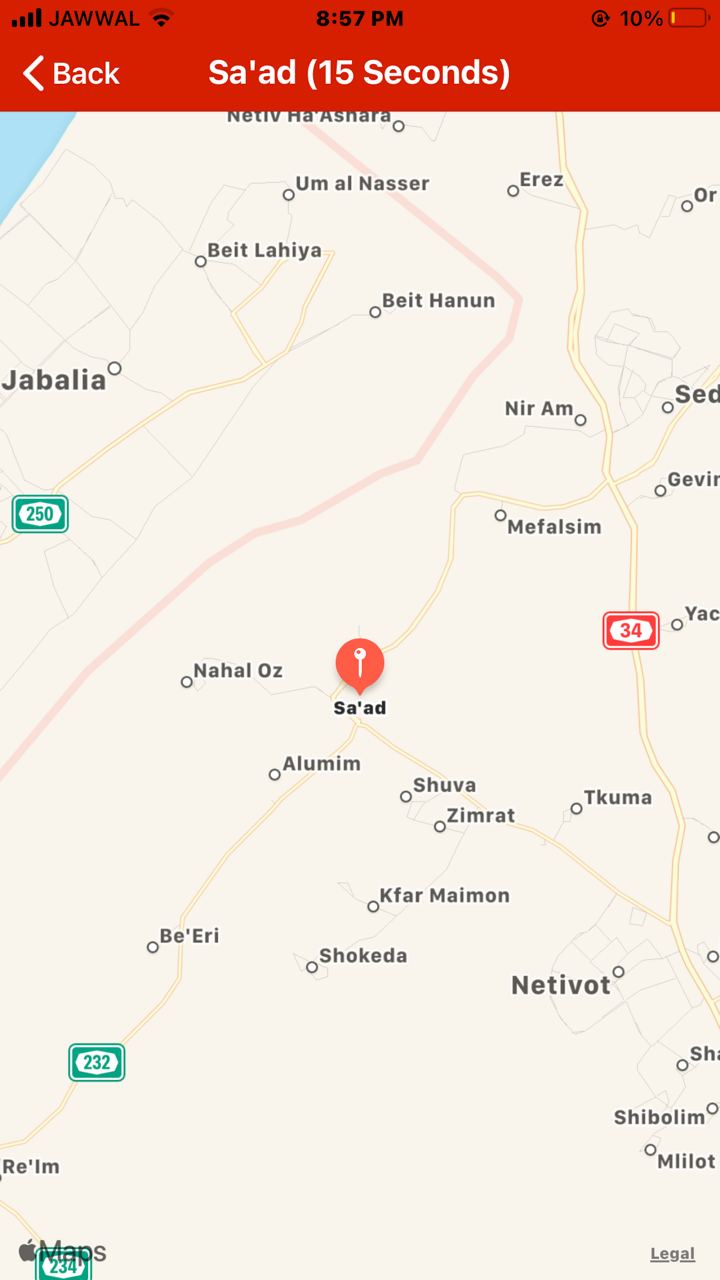 JAWWAL 8:57 PM 10%
Back Sa'ad (15 Seconds)
Netiv Ha'Ashara
Um al Nasser
Erez
Or
Beit Lahiya
Beit Hanun
Jabalia
Sed
Nir Am
Gevir
250
Mefalsim
Yac
34
Nahal Oz
Sa'ad
Alumim
Shuva
Tkuma
Zimrat
Kfar Maimon
Be'Eri
Shokeda
Netivot
232
Sha
Shibolim
Mlilot
Re'Im
Maps
234
Legal